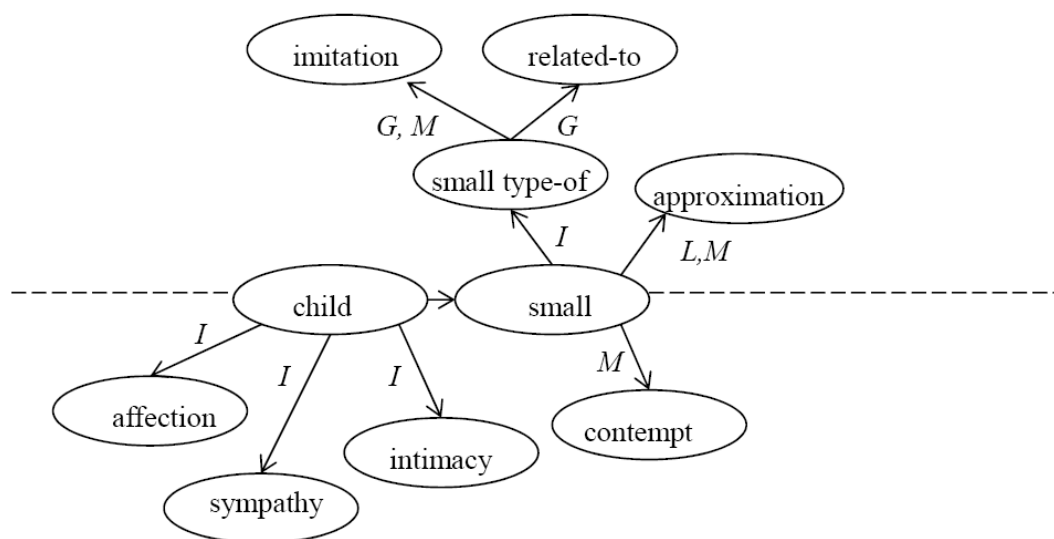 imitation
related-to
G, M
G
small type-of
approximation
I
L,M
child
small
I
I
I
M
affection
contempt
intimacy
sympathy